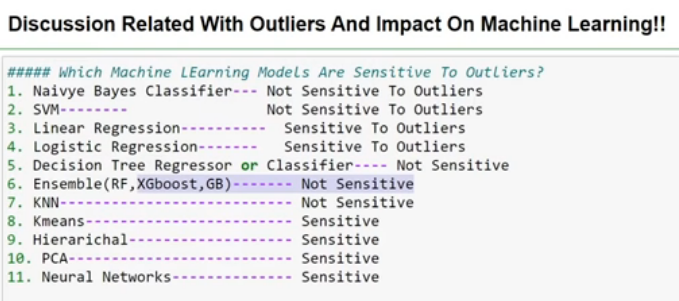 Discussion Related With Outliers And Impact On Machine Learning!!
##### Which Machine LEarning Models Are Sensitive To Outliers?
1. Naivye Bayes Classifier--- Not Sensitive To Outliers
2. SVM-------- Not Sensitive To Outliers
3. Linear Regression---------- Sensitive To Outliers
4. Logistic Regression------- Sensitive To Outliers
5. Decision Tree Regressor or Classifier---- Not Sensitive
6. Ensemble(RF,XGboost,GB)------- Not Sensitive
7. KNN--------------------------- Not Sensitive
8. Kmeans------------------------ Sensitive
9. Hierarichal------------------- Sensitive
10. PCA-------------------------- Sensitive
11. Neural Networks-------------- Sensitive